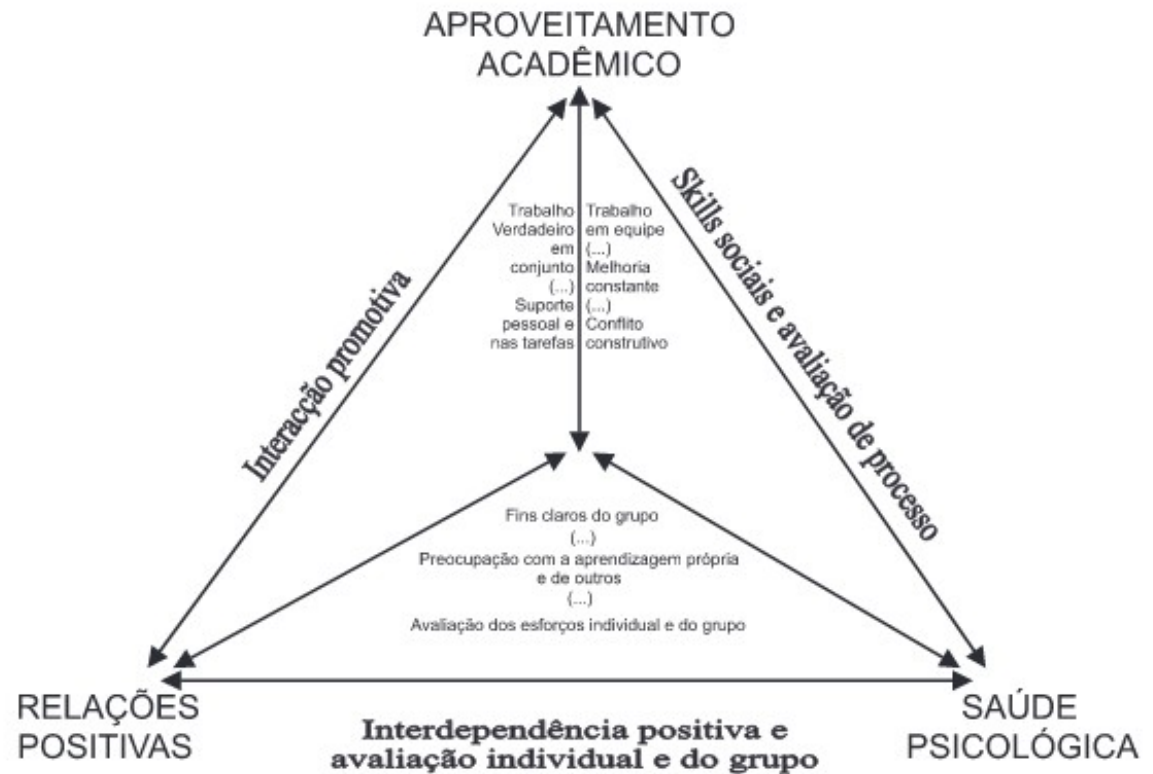 APROVEITAMENTO
ACADÊMICO
Interacção promotiva
Skills sociais e avaliação de processo
Trabalho
Verdadeiro
em
conjunto
(...)
Suporte
pessoal e
nas tarefas
Trabalho
em equipe
(...)
Melhoria
constante
(...)
Conflito
construtivo
Fins claros do grupo
(...)
Preocupação com a aprendizagem própria
e de outros
(...)
Avaliação dos esforços individual e do grupo
RELAÇÕES
POSITIVAS
Interdependência positiva e
avaliação individual e do grupo
SAÚDE
PSICOLÓGICA